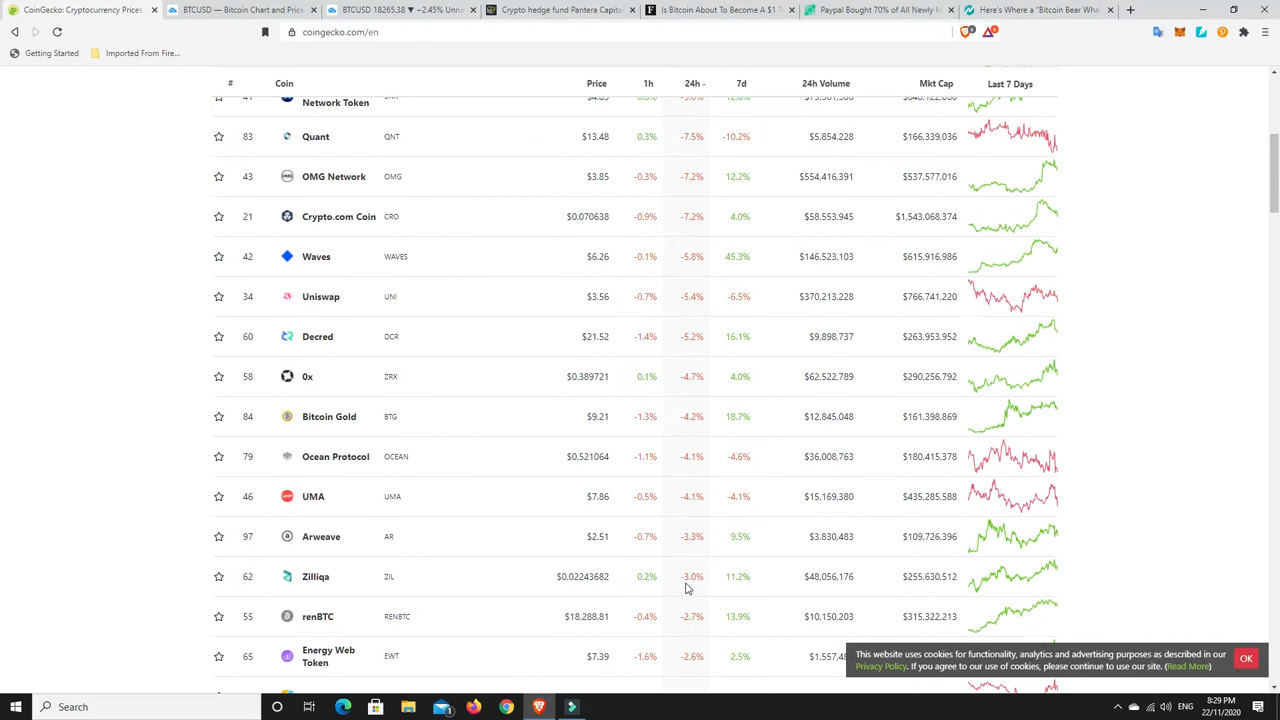 CoinGecko: Cryptocurrency Prices
BTCUSD — Bitcoin Chart and Price
BTCUSD 18265.38 ▼ −2.45% Unna
Crypto hedge fund Pantera Capital
Is Bitcoin About To Become A $1 T
Paypal Bought 70% of All Newly M
Here's Where a "Bitcoin Bear Wha
coingecko.com/en
Getting Started
Imported From Fire...
# Coin Price 1h 24h 7d 24h Volume Mkt Cap Last 7 Days
Network Token
83 Quant QNT $13.48 0.3% -7.5% -10.2% $5,854,228 $166,339,036
43 OMG Network OMG $3.85 -0.3% -7.2% 12.2% $554,416,391 $537,577,016
21 Crypto.com Coin CRO $0.070638 -0.9% -7.2% 4.0% $58,553,945 $1,543,068,374
42 Waves WAVES $6.26 -0.1% -5.8% 45.3% $146,523,103 $615,916,986
34 Uniswap UNI $3.56 -0.7% -5.4% -6.5% $370,213,228 $766,741,220
60 Decred DCR $21.52 -1.4% -5.2% 16.1% $9,898,737 $263,953,952
58 0x ZRX $0.389721 0.1% -4.7% 4.0% $62,522,789 $290,256,792
84 Bitcoin Gold BTG $9.21 -1.3% -4.2% 18.7% $12,845,048 $161,398,869
79 Ocean Protocol OCEAN $0.521064 -1.1% -4.1% -4.6% $36,008,763 $180,415,378
46 UMA UMA $7.86 -0.5% -4.1% -4.1% $15,169,380 $435,285,588
97 Arweave AR $2.51 -0.7% -3.3% 9.5% $3,830,483 $109,726,396
62 Zilliqa ZIL $0.02243682 0.2% -3.0% 11.2% $48,056,176 $255,630,512
55 renBTC RENBTC $18,288.81 -0.4% -2.7% 13.9% $10,150,203 $315,322,213
65 Energy Web
Token EWT $7.39 -1.6% -2.6% 2.5%
This website uses cookies for functionality, analytics and advertising purposes as described in our
Privacy Policy. If you agree to our use of cookies, please continue to use our site. (Read More)
OK
Search
ENG
8:29 PM
22/11/2020